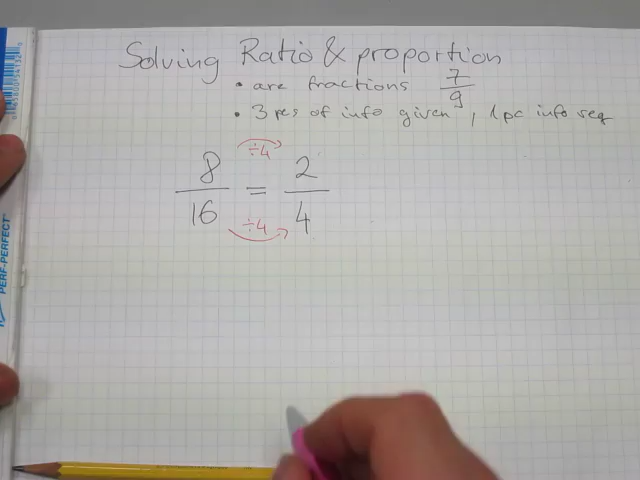 Solving Ratio & proportion
• are fractions 7/9
• 3 pcs of info given, 1 pc info req
÷4
8/16 = 2/4
÷4
PERF-PERFECT